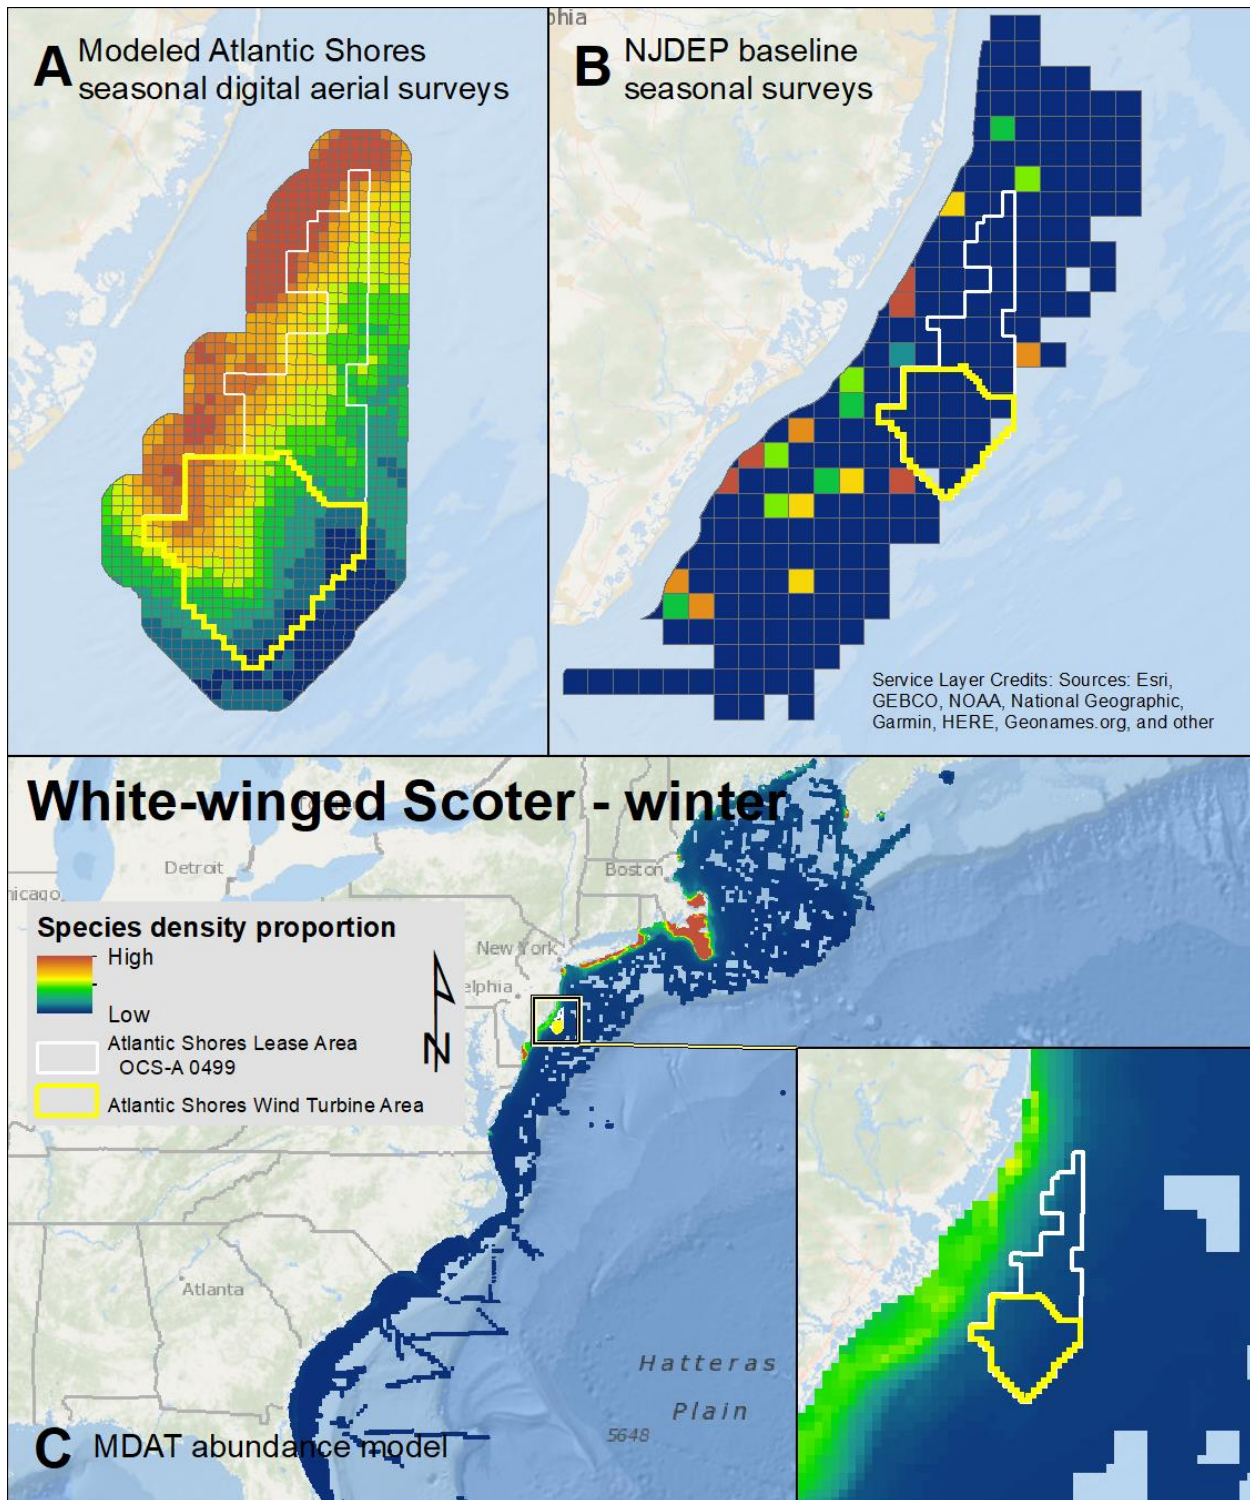 A Modeled Atlantic Shores
seasonal digital aerial surveys
phia
B NJDEP baseline
seasonal surveys
Service Layer Credits: Sources: Esri,
GEBCO, NOAA, National Geographic,
Garmin, HERE, Geonames.org, and other
White-winged Scoter - winter
Detroit
Boston
hicago
Species density proportion
High
Low
Atlantic Shores Lease Area
OCS-A 0499
Atlantic Shores Wind Turbine Area
N
New York
elphia
Atlanta
Hatteras
Plain
5648
C MDAT abundance model